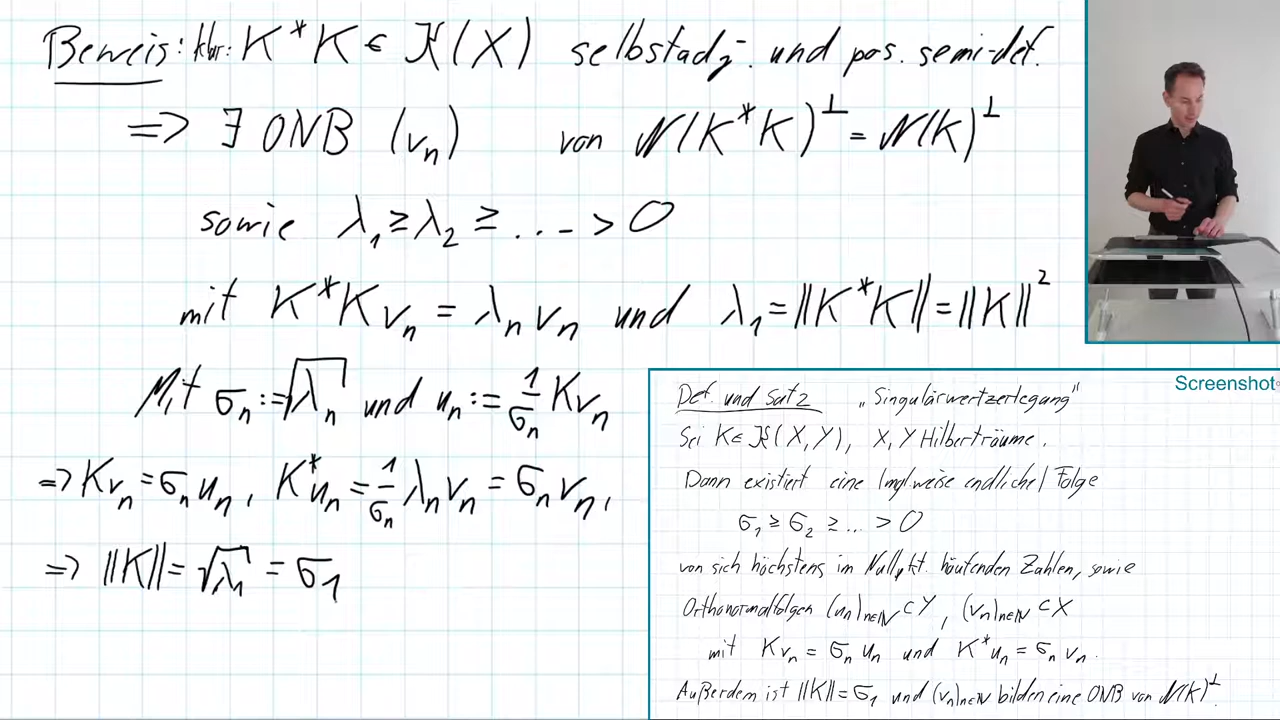 Beweis: klar: K*K ∈ 𝒦(X) selbstadj. und pos. semi-def.
⇒ ∃ ONB (vₙ) von 𝒩(K*K)^⊥ = 𝒩(K)^⊥
sowie λ₁ ≥ λ₂ ≥ ... > 0
mit K*K vₙ = λₙ vₙ und λ₁ = ||K*K|| = ||K||²
Mit σₙ := √λₙ und uₙ := 1/σₙ K vₙ
⇒ K vₙ = σₙ uₙ, K*uₙ = 1/σₙ λₙ vₙ = σₙ vₙ,
⇒ ||K|| = √λ₁ = σ₁
Screenshot
Def. und Satz „Singulärwertzerlegung"
Sei K ∈ 𝒦(X, Y), X, Y Hilberträume.
Dann existiert eine (mglweise endliche) Folge
σ₁ ≥ σ₂ ≥ ... > 0
von sich höchstens im Nullpkt. häufenden Zahlen, sowie
Orthonormalfolgen (uₙ)ₙ∈ℕ ⊂ Y, (vₙ)ₙ∈ℕ ⊂ X
mit K vₙ = σₙ uₙ und K*uₙ = σₙ vₙ.
Außerdem ist ||K|| = σ₁ und (vₙ)ₙ∈ℕ bilden eine ONB von 𝒩(K)^⊥.